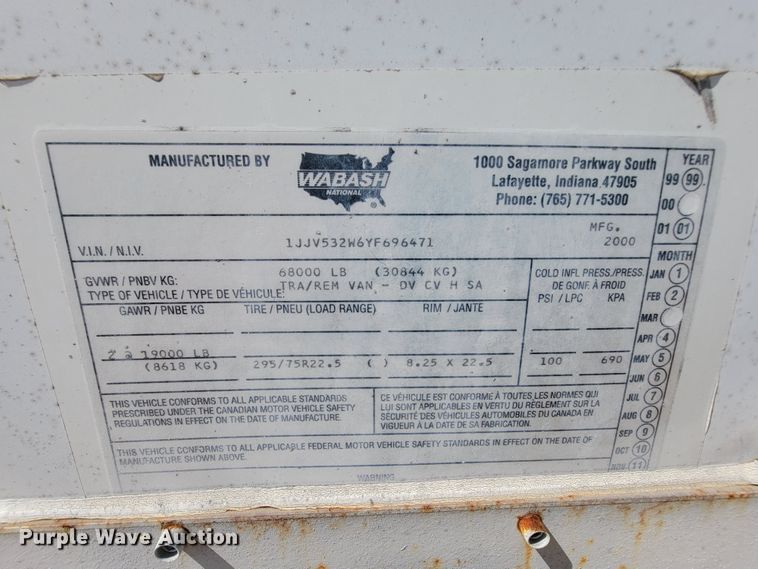 MANUFACTURED BY
WABASH
NATIONAL
1000 Sagamore Parkway South
Lafayette, Indiana 47905
Phone: (765) 771-5300
YEAR
99 99
00
01 01
V.I.N. / N.I.V.
1JJV532W6YF696471
MFG.
2000
GVWR / PNBV KG:
68000 LB (30844 KG)
TYPE OF VEHICLE / TYPE DE VÉHICULE:
TRA/REM VAN - DV CV H SA
GAWR / PNBE KG
TIRE / PNEU (LOAD RANGE)
RIM / JANTE
COLD INFL PRESS/PRESS.
DE GONF À FROID
PSI / LPC
KPA
2 @ 19000 LB
(8618 KG)
295/75R22.5 ( )
8.25 X 22.5
100
690
MONTH
JAN 1
FEB 2
MAR
APR 4
MAY 5
JUN 6
JUL 7
AUG 8
SEP 9
OCT 10
NOV 11
THIS VEHICLE CONFORMS TO ALL APPLICABLE STANDARDS
PRESCRIBED UNDER THE CANADIAN MOTOR VEHICLE SAFETY
REGULATIONS IN EFFECT ON THE DATE OF MANUFACTURE.
CE VÉHICULE EST CONFORME À TOUTES LES NORMES QUI
LUI SONT APPLICABLES EN VERTU DU RÈGLEMENT SUR LA
SÉCURITÉ DES VÉHICULES AUTOMOBILES DU CANADA EN
VIGUEUR À LA DATE DE SA FABRICATION.
THIS VEHICLE CONFORMS TO ALL APPLICABLE FEDERAL MOTOR VEHICLE SAFETY STANDARDS IN EFFECT ON THE DATE OF
MANUFACTURE SHOWN ABOVE.
WARNING
Purple Wave Auction